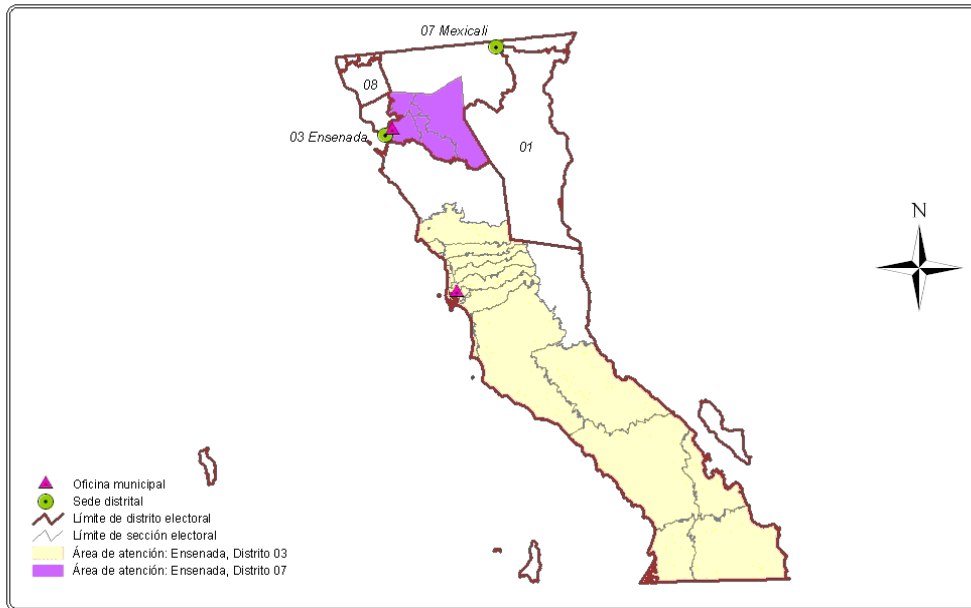 07 Mexicali
08
03 Ensenada
01
N
Oficina municipal
Sede distrital
Límite de distrito electoral
Límite de sección electoral
Área de atención: Ensenada, Distrito 03
Área de atención: Ensenada, Distrito 07